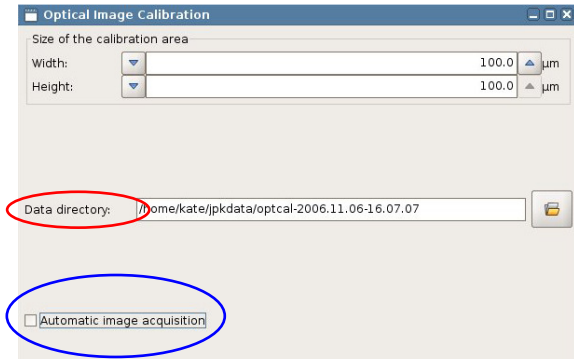 Optical Image Calibration
Size of the calibration area
Width: 100.0 μm
Height: 100.0 μm
Data directory: /home/kate/jpkdata/optcal-2006.11.06-16.07.07
Automatic image acquisition